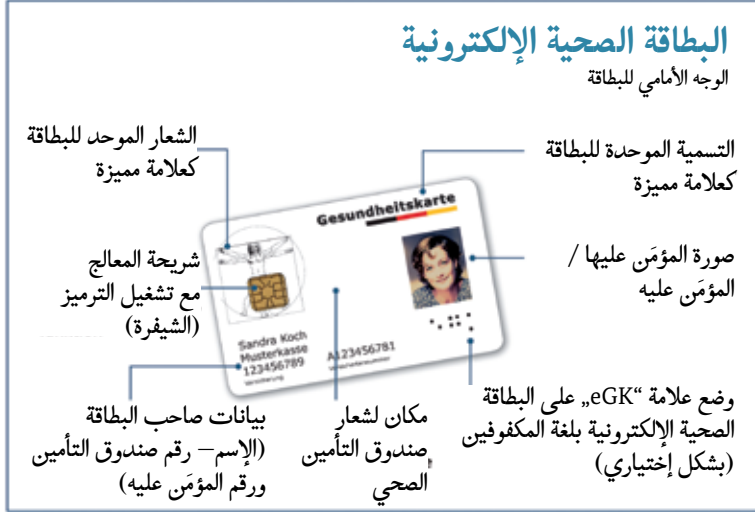 البطاقة الصحية الإلكترونية
الوجه الأمامي للبطاقة
التسمية الموحدة للبطاقة
كعلامة مميزة
الشعار الموحد للبطاقة
كعلامة مميزة
صورة المؤمَن عليها /
المؤمَن عليه
شريحة المعالج
مع تشغيل الترميز
(الشيفرة)
Gesundheitskarte
Sandra Koch
Musterkasse
123456789
Versicherung
A123456781
Versichertennummer
وضع علامة “eGK„ على البطاقة
الصحية الإلكترونية بلغة المكفوفين
(بشكل إختياري)
مكان لشعار
صندوق التأمين
الصحي
بيانات صاحب البطاقة
(الإسم– رقم صندوق التأمين
ورقم المؤمَن عليه)